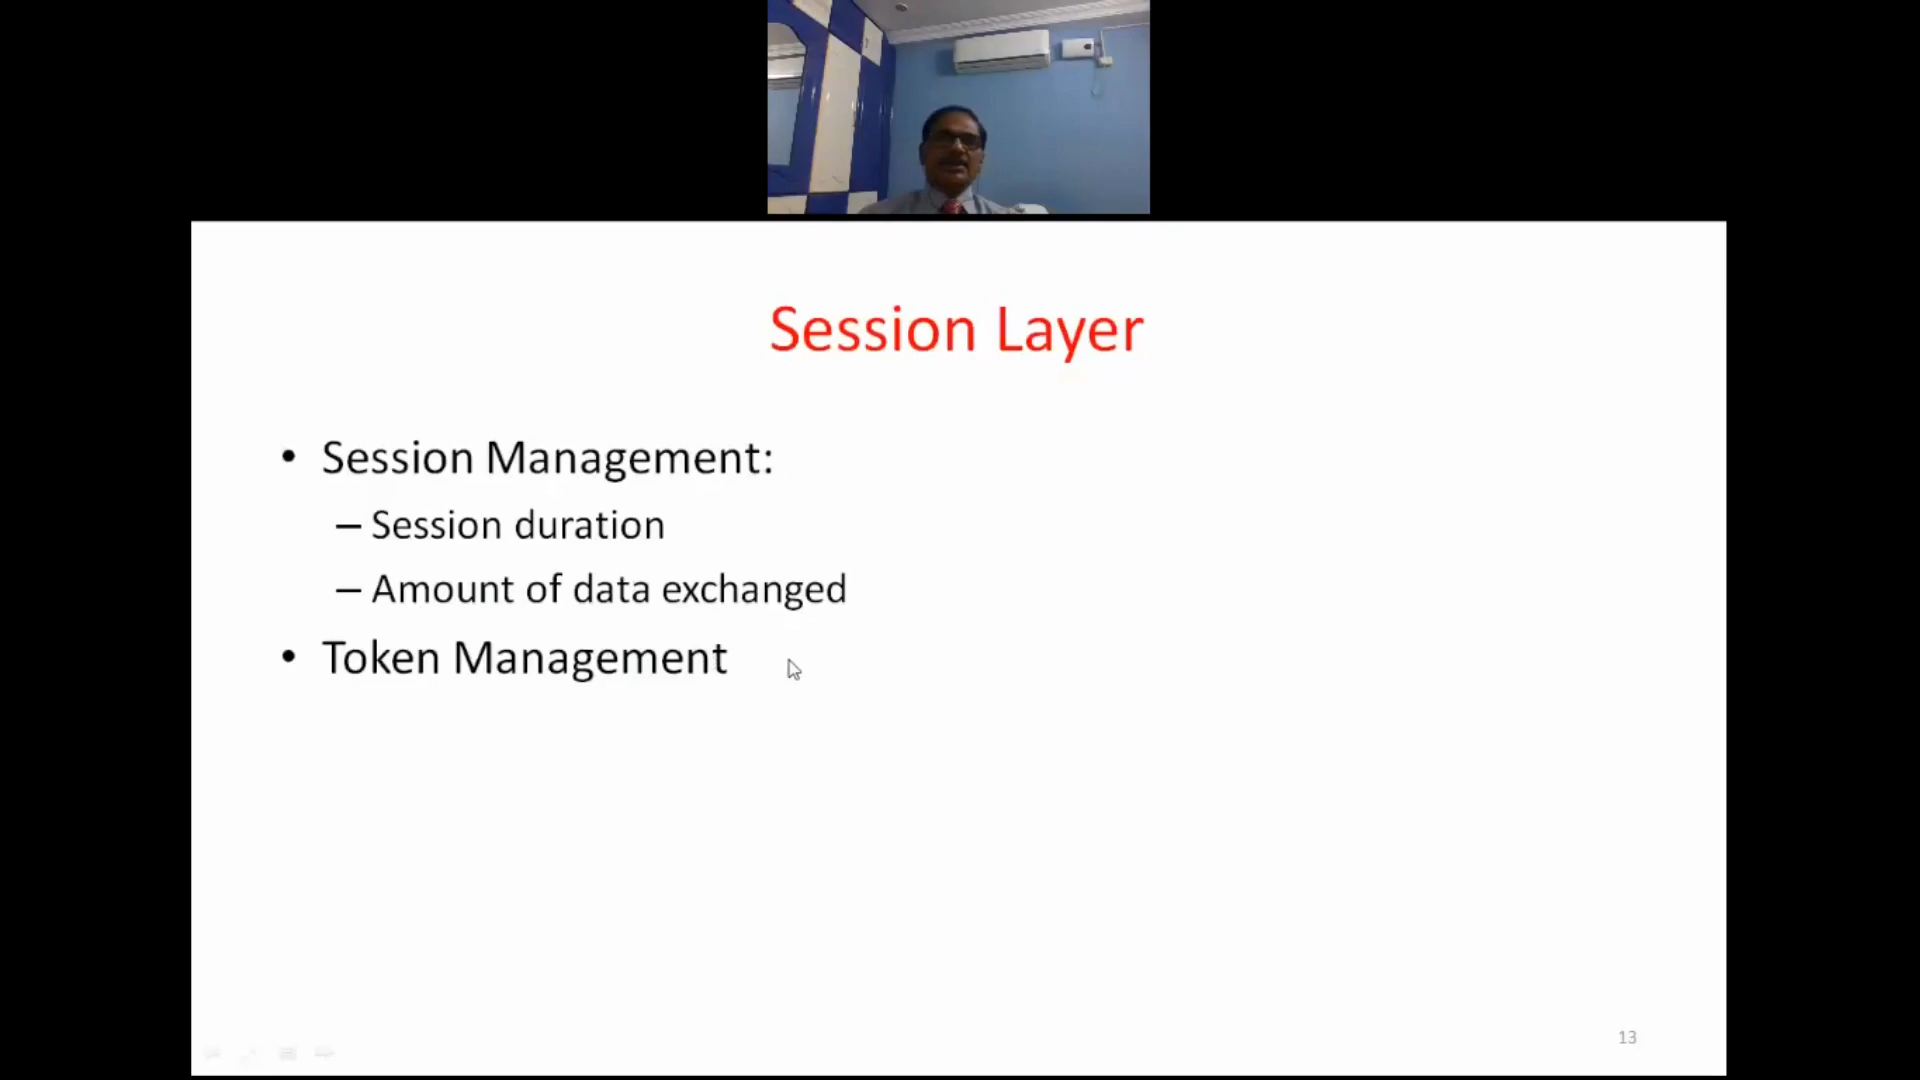 Session Layer
• Session Management:
– Session duration
– Amount of data exchanged
• Token Management
13